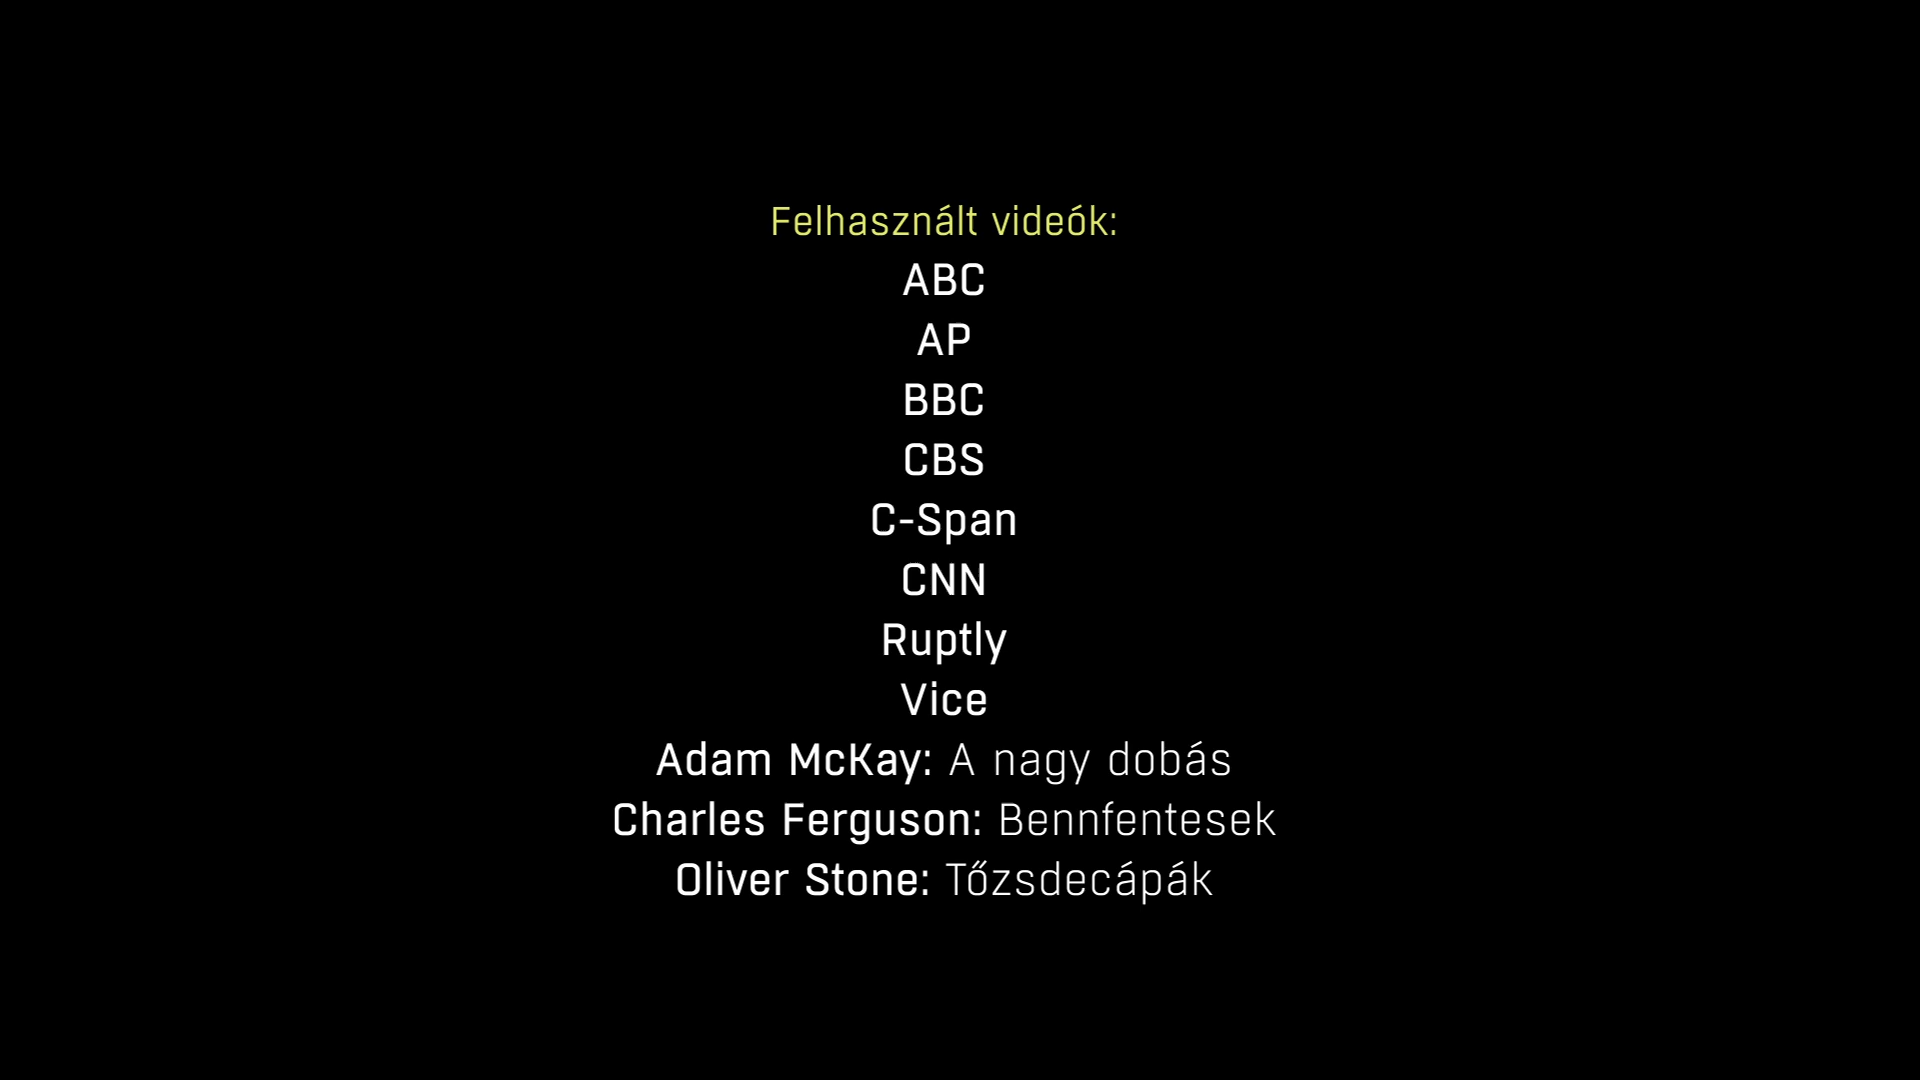 Felhasznált videók:
ABC
AP
BBC
CBS
C-Span
CNN
Ruptly
Vice
Adam McKay: A nagy dobás
Charles Ferguson: Bennfentesek
Oliver Stone: Tőzsdecápák